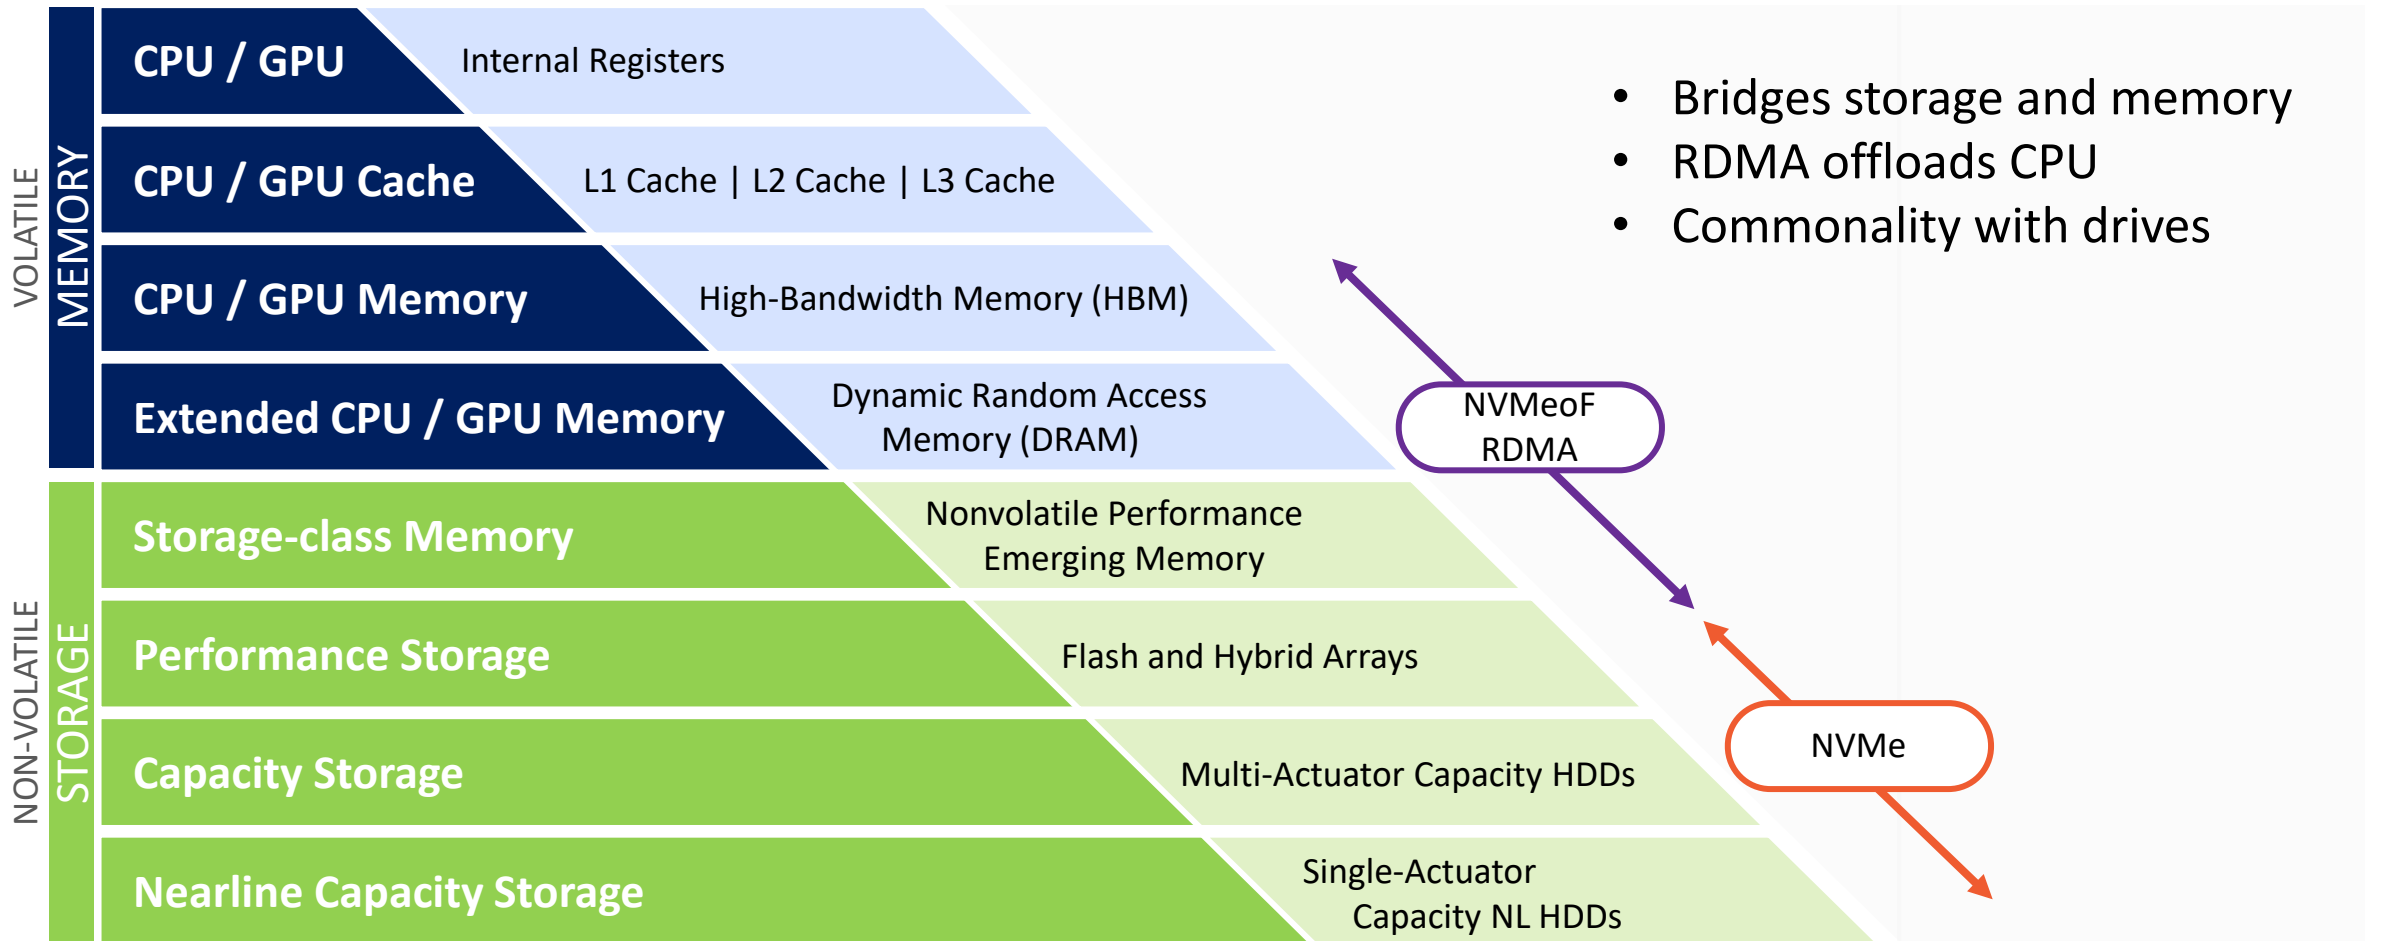 VOLATILE
MEMORY
CPU / GPU
Internal Registers
CPU / GPU Cache
L1 Cache | L2 Cache | L3 Cache
CPU / GPU Memory
High-Bandwidth Memory (HBM)
Extended CPU / GPU Memory
Dynamic Random Access
Memory (DRAM)
NON-VOLATILE
STORAGE
Storage-class Memory
Nonvolatile Performance
Emerging Memory
Performance Storage
Flash and Hybrid Arrays
Capacity Storage
Multi-Actuator Capacity HDDs
Nearline Capacity Storage
Single-Actuator
Capacity NL HDDs
• Bridges storage and memory
• RDMA offloads CPU
• Commonality with drives
NVMeoF
RDMA
NVMe